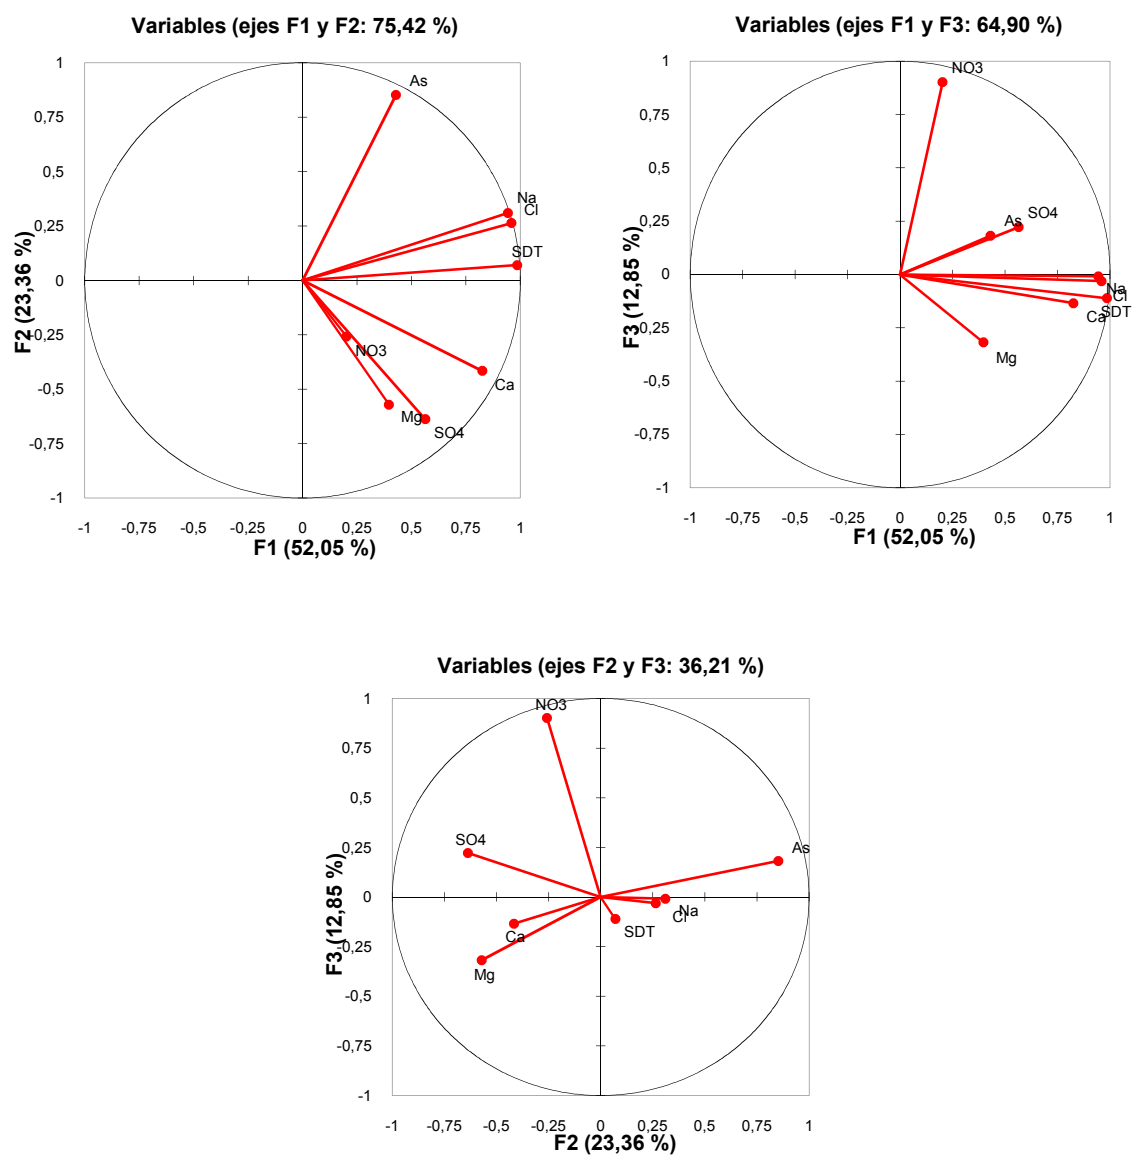 Variables (ejes F1 y F2: 75,42 %)
1
0,75
0,5
0,25
0
-0,25
-0,5
-0,75
-1
F2 (23,36 %)
As
Na
Cl
SDT
NO3
Ca
Mg
SO4
-1 -0,75 -0,5 -0,25 0 0,25 0,5 0,75 1
F1 (52,05 %)
Variables (ejes F1 y F3: 64,90 %)
1
0,75
0,5
0,25
0
-0,25
-0,5
-0,75
-1
F3 (12,85 %)
NO3
SO4
As
Na
Cl
Ca
SDT
Mg
-1 -0,75 -0,5 -0,25 0 0,25 0,5 0,75 1
F1 (52,05 %)
Variables (ejes F2 y F3: 36,21 %)
1
0,75
0,5
0,25
0
-0,25
-0,5
-0,75
-1
F3 (12,85 %)
NO3
SO4
As
Na
Cl
SDT
Ca
Mg
-1 -0,75 -0,5 -0,25 0 0,25 0,5 0,75 1
F2 (23,36 %)